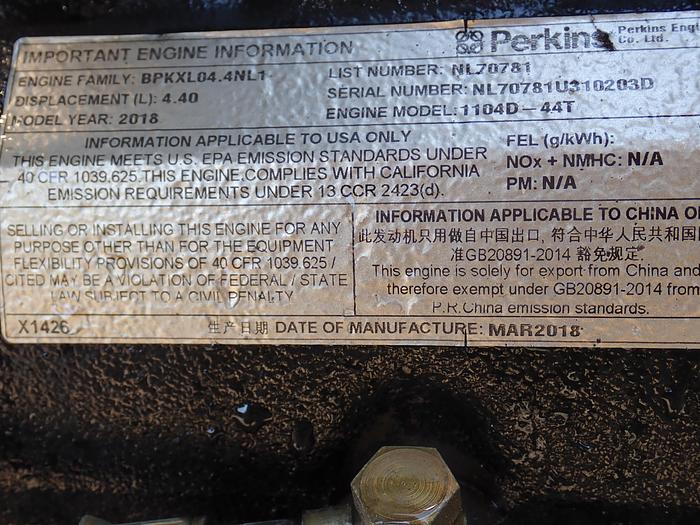 IMPORTANT ENGINE INFORMATION
Perkins
Perkins Engi
Co. Ltd.
ENGINE FAMILY: BPKXL04.4NL1
DISPLACEMENT (L): 4.40
MODEL YEAR: 2018
LIST NUMBER: NL70781
SERIAL NUMBER: NL70781U310203D
ENGINE MODEL: 1104D-44T
INFORMATION APPLICABLE TO USA ONLY
THIS ENGINE MEETS U.S. EPA EMISSION STANDARDS UNDER
40 CFR 1039.625.THIS ENGINE COMPLIES WITH CALIFORNIA
EMISSION REQUIREMENTS UNDER 13 CCR 2423(d).
FEL (g/kWh):
NOx + NMHC: N/A
PM: N/A
SELLING OR INSTALLING THIS ENGINE FOR ANY
PURPOSE OTHER THAN FOR THE EQUIPMENT
FLEXIBILITY PROVISIONS OF 40 CFR 1039.625 /
CITED MAY BE A VIOLATION OF FEDERAL / STATE
LAW SUBJECT TO A CIVIL PENALTY
INFORMATION APPLICABLE TO CHINA O
此发动机只用做自中国出口, 符合中华人民共和国
准GB20891-2014 豁免规定.
This engine is solely for export from China and
therefore exempt under GB20891-2014 from
P.R.China emission standards.
X1426
生产日期 DATE OF MANUFACTURE: MAR2018